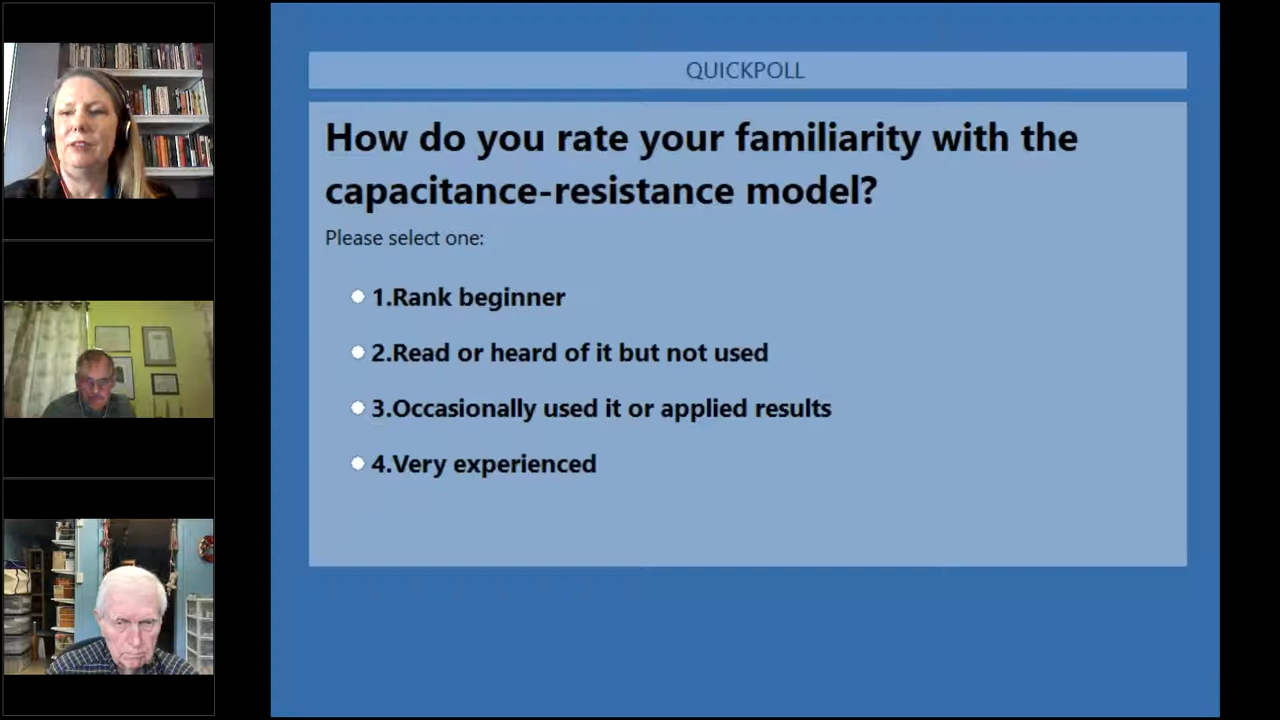 QUICKPOLL
How do you rate your familiarity with the
capacitance-resistance model?
Please select one:
1.Rank beginner
2.Read or heard of it but not used
3.Occasionally used it or applied results
4.Very experienced